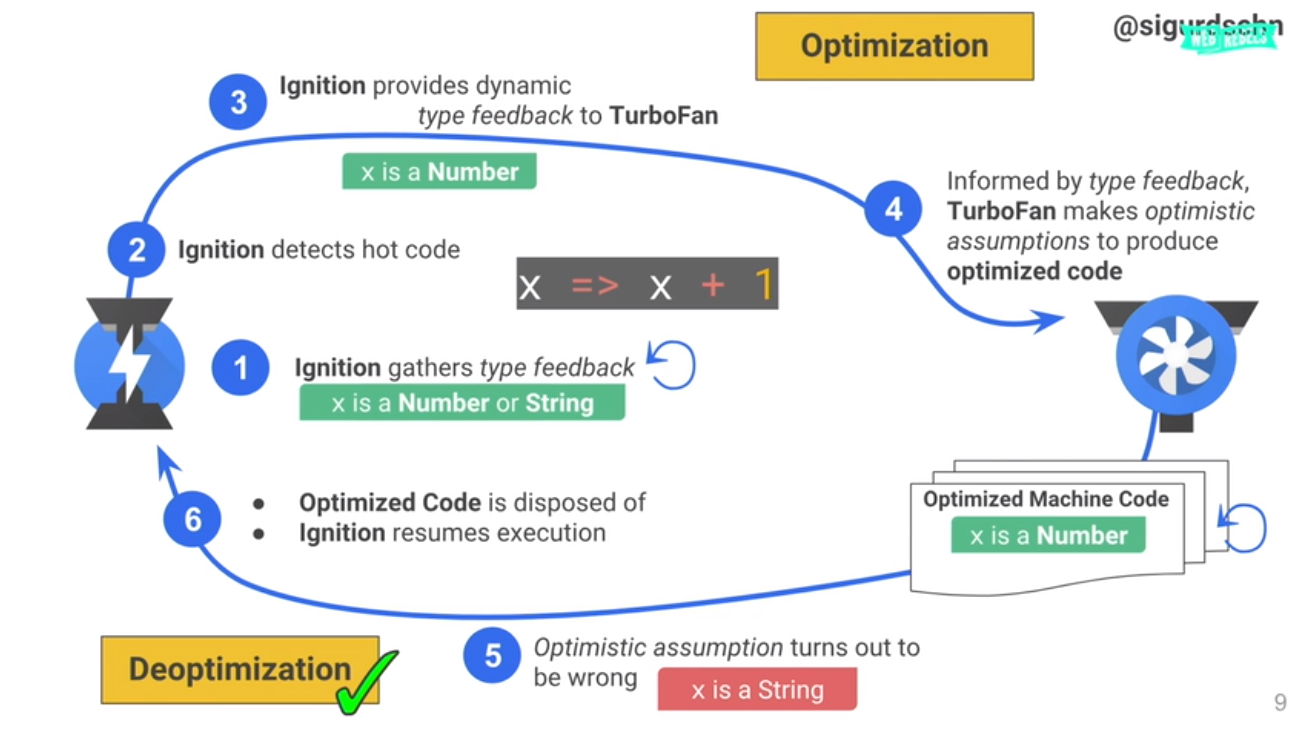 Optimization
@sigurdschn
WEB REBELS
3
Ignition provides dynamic
type feedback to TurboFan
x is a Number
4
Informed by type feedback,
TurboFan makes optimistic
assumptions to produce
optimized code
2
Ignition detects hot code
x => x + 1
1
Ignition gathers type feedback
x is a Number or String
6
● Optimized Code is disposed of
● Ignition resumes execution
Optimized Machine Code
x is a Number
5
Optimistic assumption turns out to
be wrong
x is a String
Deoptimization
9